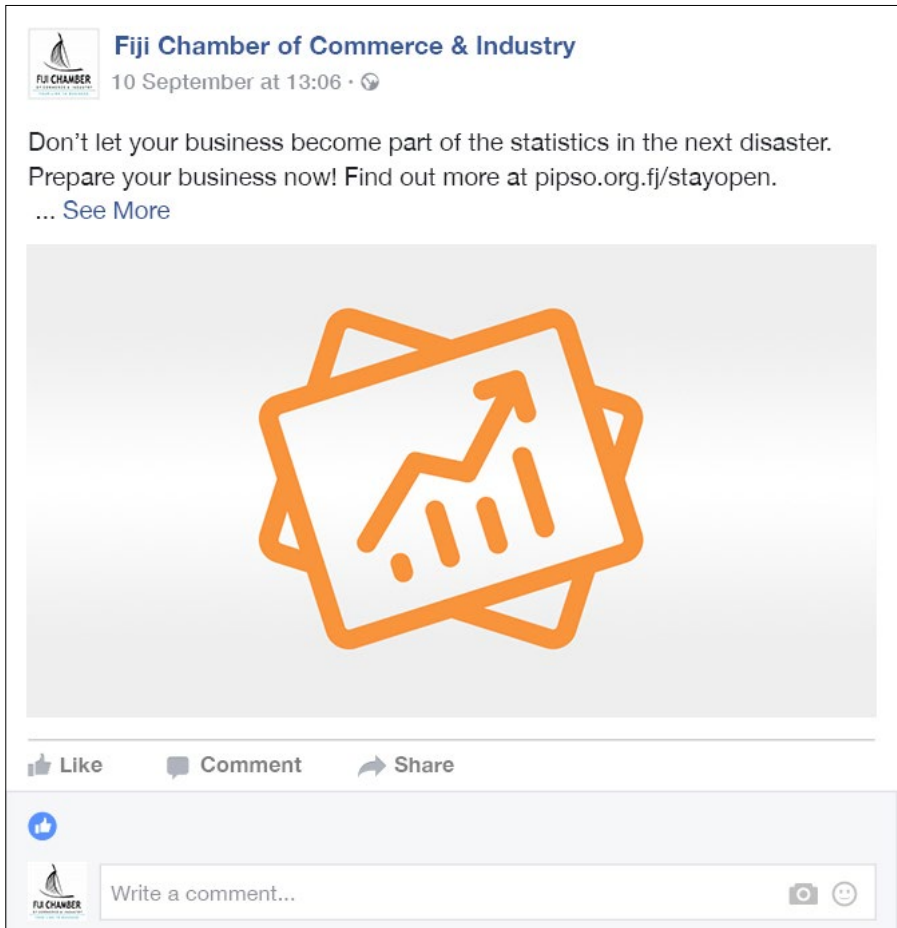 FIJI CHAMBER
Fiji Chamber of Commerce & Industry
10 September at 13:06 ·
Don’t let your business become part of the statistics in the next disaster.
Prepare your business now! Find out more at pipso.org.fj/stayopen.
... See More
Like Comment Share
FIJI CHAMBER
Write a comment...